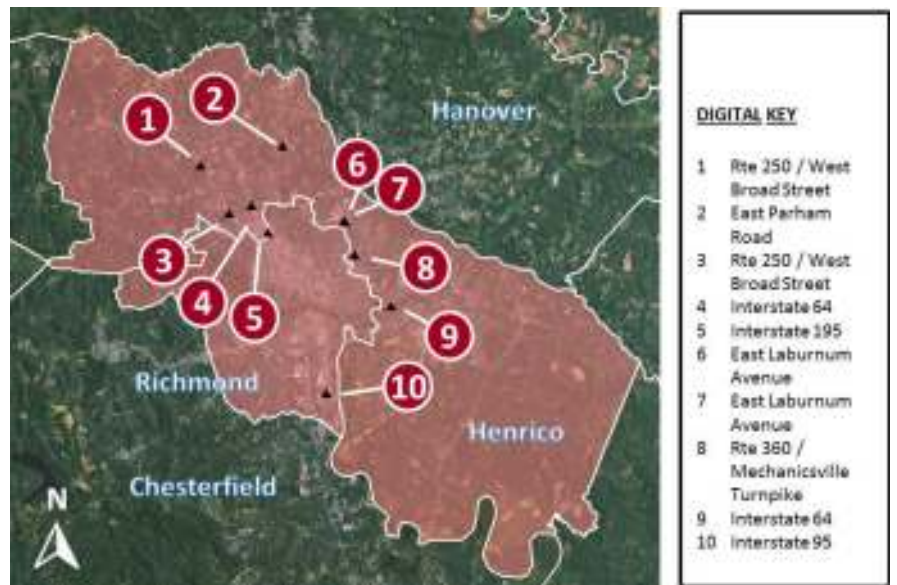 1
2
Hanover
6
7
3
8
4
5
9
Richmond
10
Henrico
Chesterfield
N
DIGITAL KEY
1 Rte 250 / West
Broad Street
2 East Parham
Road
3 Rte 250 / West
Broad Street
4 Interstate 64
5 Interstate 195
6 East Laburnum
Avenue
7 East Laburnum
Avenue
8 Rte 360 /
Mechanicsville
Turnpike
9 Interstate 64
10 Interstate 95